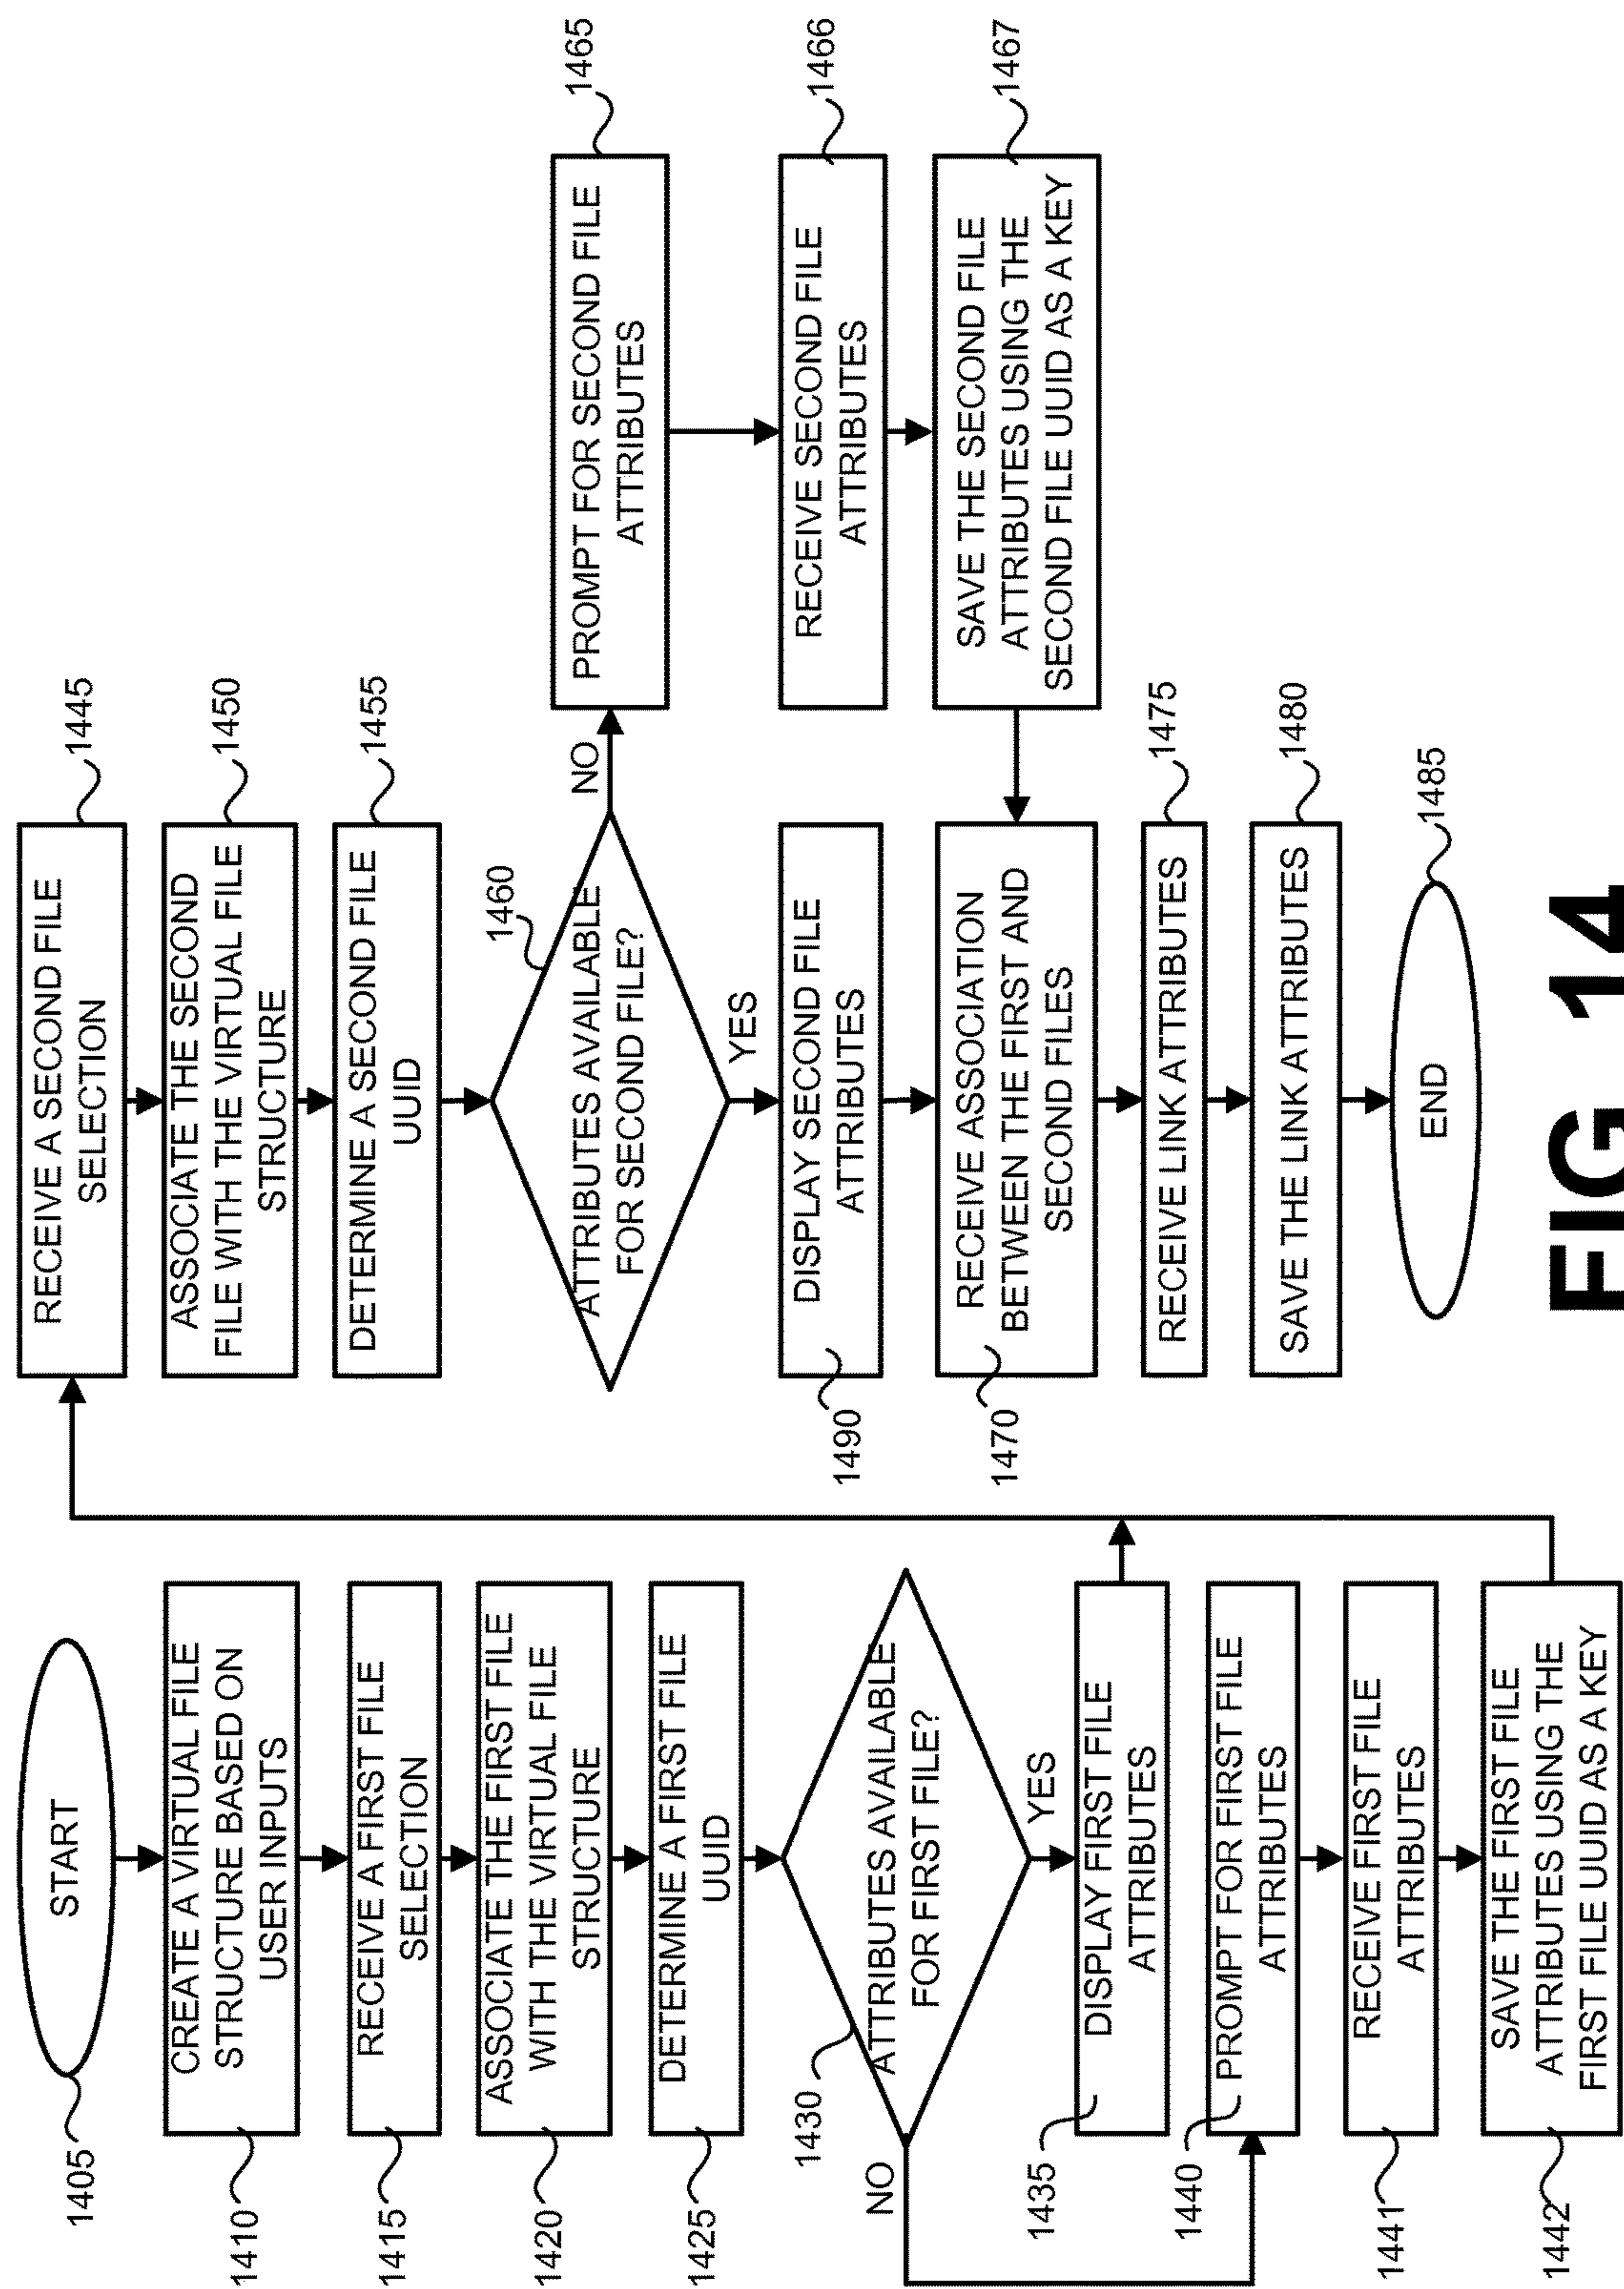 START
1405
CREATE A VIRTUAL FILE
STRUCTURE BASED ON
USER INPUTS
1410
RECEIVE A FIRST FILE
SELECTION
1415
ASSOCIATE THE FIRST FILE
WITH THE VIRTUAL FILE
STRUCTURE
1420
DETERMINE A FIRST FILE
UUID
1425
ATTRIBUTES AVAILABLE
FOR FIRST FILE?
1430
NO
YES
DISPLAY FIRST FILE
ATTRIBUTES
1435
PROMPT FOR FIRST FILE
ATTRIBUTES
1440
RECEIVE FIRST FILE
ATTRIBUTES
1441
SAVE THE FIRST FILE
ATTRIBUTES USING THE
FIRST FILE UUID AS A KEY
1442
RECEIVE A SECOND FILE
SELECTION
1445
ASSOCIATE THE SECOND
FILE WITH THE VIRTUAL FILE
STRUCTURE
1450
DETERMINE A SECOND FILE
UUID
1455
ATTRIBUTES AVAILABLE
FOR SECOND FILE?
1460
NO
YES
PROMPT FOR SECOND FILE
ATTRIBUTES
1465
RECEIVE SECOND FILE
ATTRIBUTES
1466
SAVE THE SECOND FILE
ATTRIBUTES USING THE
SECOND FILE UUID AS A KEY
1467
DISPLAY SECOND FILE
ATTRIBUTES
1490
RECEIVE ASSOCIATION
BETWEEN THE FIRST AND
SECOND FILES
1470
RECEIVE LINK ATTRIBUTES
1475
SAVE THE LINK ATTRIBUTES
1480
END
1485
FIG 14